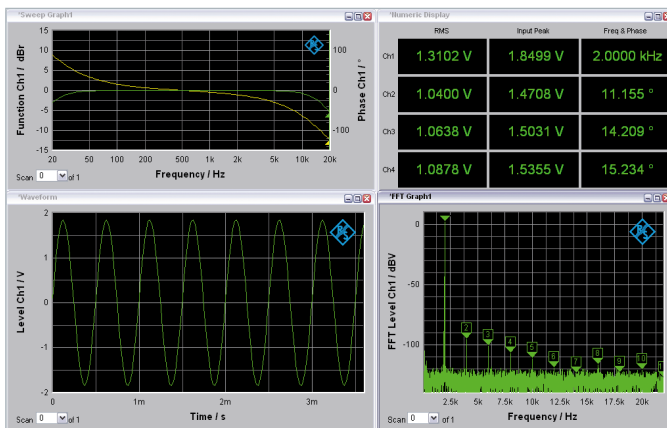 'Sweep Graph1
Function Ch1 / dBr
15
10
5
0
-5
-10
-15
100
0
-100
Phase Ch1 / °
20 50 100 200 500 1k 2k 5k 10k 20k
Scan 0 of 1
Frequency / Hz
'Numeric Display
RMS Input Peak Freq & Phase
Ch1 1.3102 V 1.8499 V 2.0000 kHz
Ch2 1.0400 V 1.4708 V 11.155 °
Ch3 1.0638 V 1.5031 V 14.209 °
Ch4 1.0878 V 1.5355 V 15.234 °
'Waveform
Level Ch1 / V
2
1
0
-1
-2
0 1m 2m 3m
Scan 0 of 1
Time / s
'FFT Graph1
FFT Level Ch1 / dBV
0
-100
2 3 4 5 6 7 8 9 10 1
2.5k 5k 7.5k 10k 12.5k 15k 20k
Scan 0 of 1
Frequency / Hz